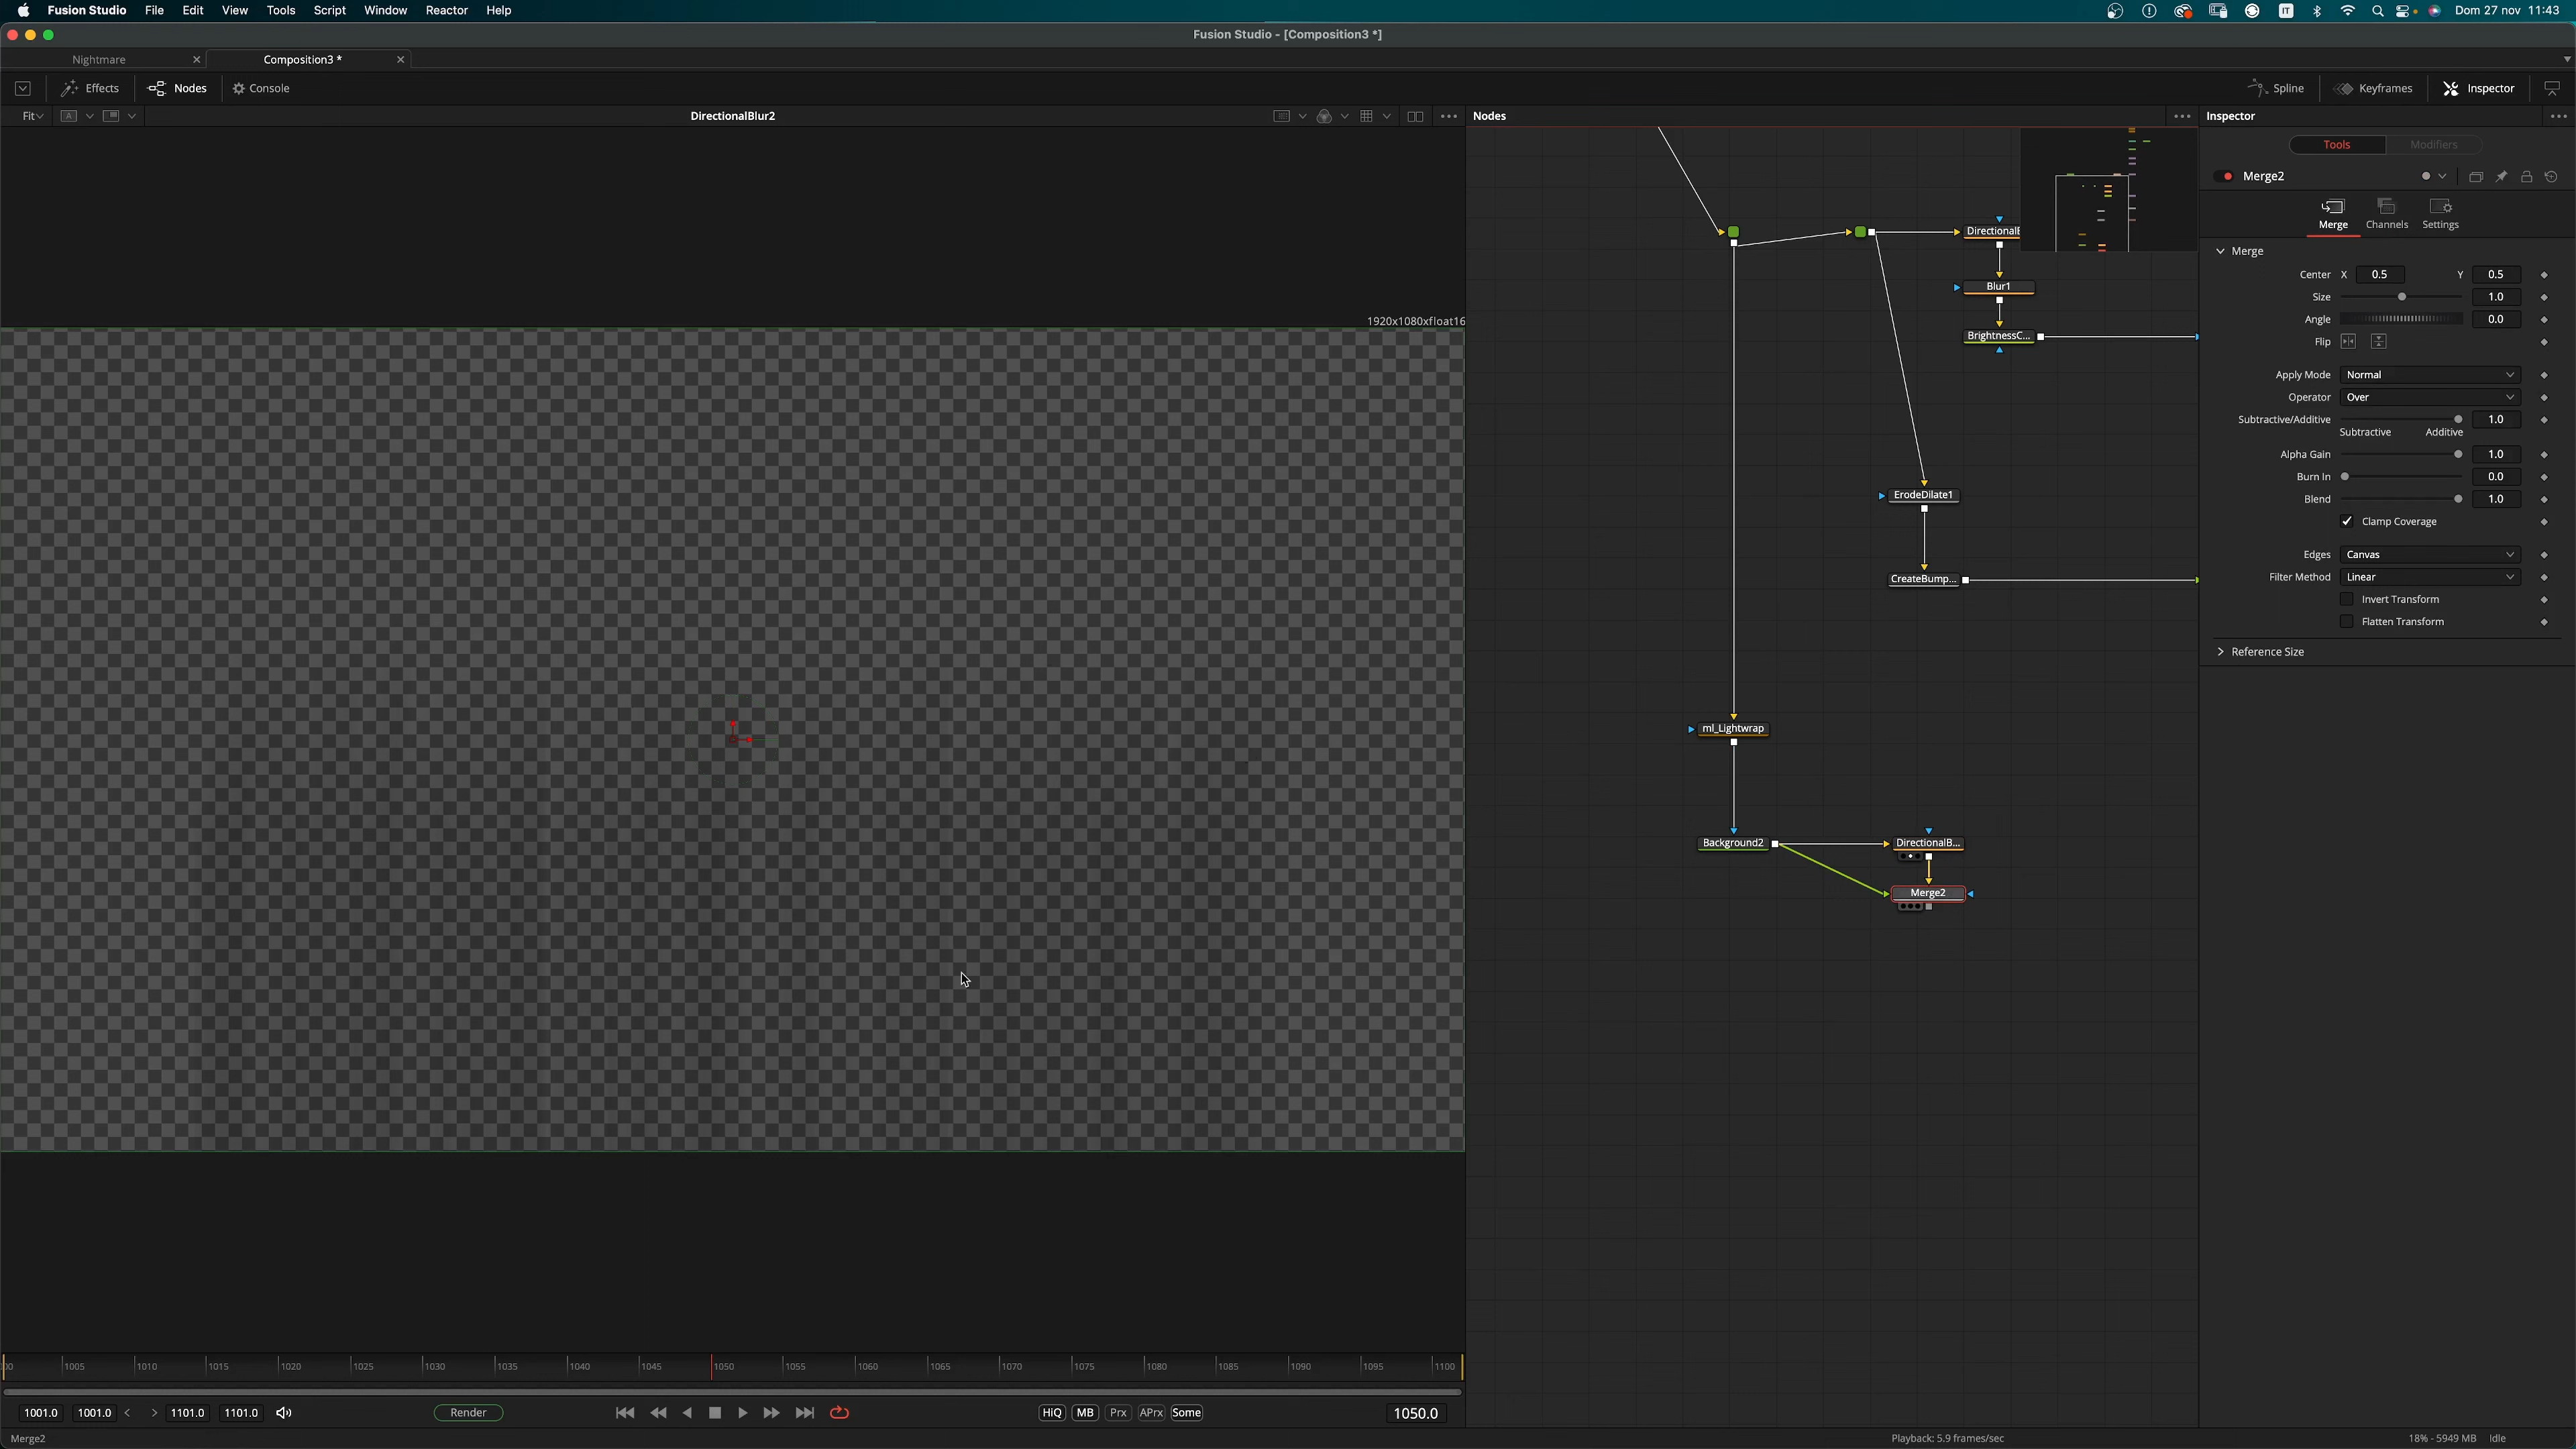 Fusion Studio File Edit View Tools Script Window Reactor Help IT Dom 27 nov 11:43
Fusion Studio - [Composition3 *]
Nightmare Composition3 *
Effects Nodes Console Spline Keyframes Inspector
Fit A DirectionalBlur2 Nodes Inspector
Tools Modifiers
Merge2
Merge Channels Settings
Merge
Center X 0.5 Y 0.5
Size 1.0
Angle 0.0
Flip
Apply Mode Normal
Operator Over
Subtractive/Additive 1.0
Subtractive Additive
Alpha Gain 1.0
Burn In 0.0
Blend 1.0
Clamp Coverage
Edges Canvas
Filter Method Linear
Invert Transform
Flatten Transform
Reference Size
1920x1080xfloat16
DirectionalB
Blur1
BrightnessC...
ErodeDilate1
CreateBump...
ml_Lightwrap
Background2 DirectionalB...
Merge2
00 1005 1010 1015 1020 1025 1030 1035 1040 1045 1050 1055 1060 1065 1070 1075 1080 1085 1090 1095 1100
1001.0 1001.0 < > 1101.0 1101.0 Render HiQ MB Prx APrx Some 1050.0
Merge2 Playback: 5.9 frames/sec 18% - 5949 MB Idle